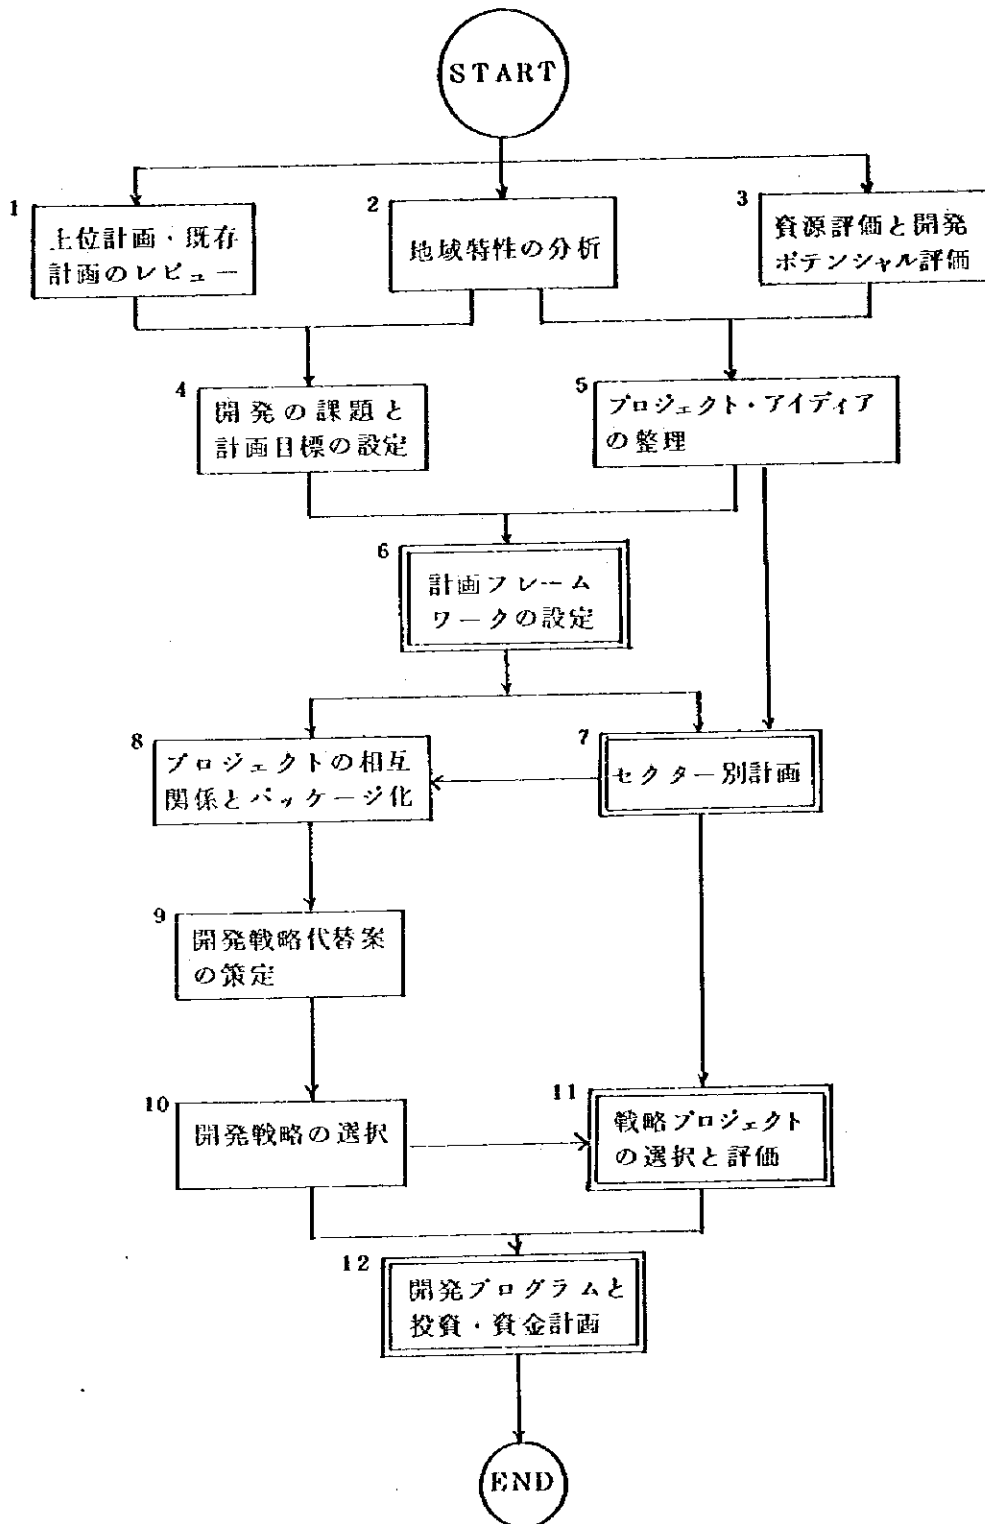 START
1
上位計画・既存
計画のレビュー
2
地域特性の分析
3
資源評価と開発
ポテンシャル評価
4
開発の課題と
計画目標の設定
5
プロジェクト・アイディア
の整理
6
計画フレーム
ワークの設定
8
プロジェクトの相互
関係とパッケージ化
7
セクター別計画
9
開発戦略代替案
の策定
10
開発戦略の選択
11
戦略プロジェクト
の選択と評価
12
開発プログラムと
投資・資金計画
END